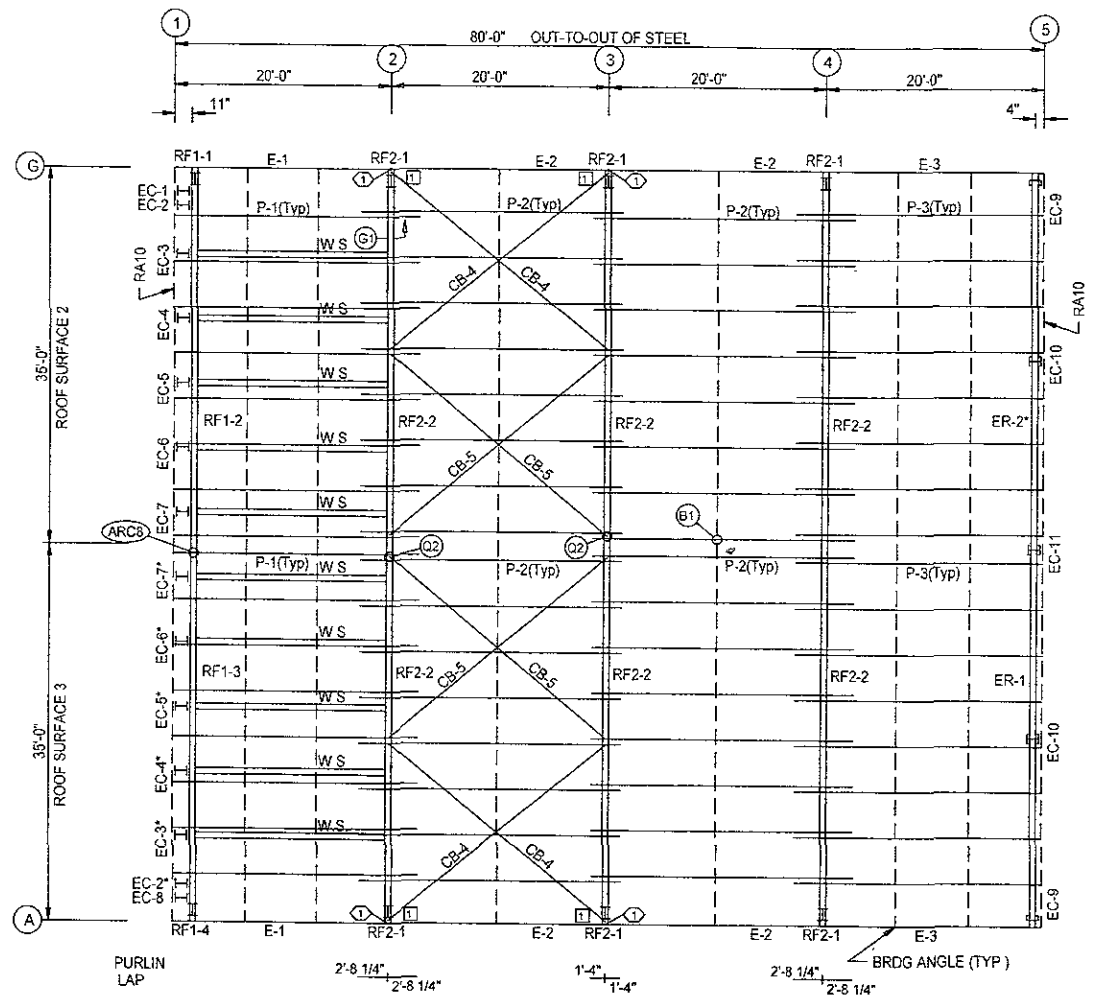 1
5
80'-0" OUT-TO-OUT OF STEEL
2
3
4
20'-0"
20'-0"
20'-0"
20'-0"
11"
4"
G
RF1-1
E-1
RF2-1
E-2
RF2-1
E-2
RF2-1
E-3
1
1
1
1
EC-1
EC-2
P-1(Typ)
P-2(Typ)
P-2(Typ)
P-3(Typ)
EC-9
G1
W S
EC-3
RA10
CB-4
CB-4
RA10
W S
EC-4
EC-10
35'-0"
ROOF SURFACE 2
W S
EC-5
RF1-2
RF2-2
RF2-2
RF2-2
ER-2*
W S
EC-6
CB-5
CB-5
W S
EC-7
ARC8
Q2
Q2
B1
EC-11
P-1(Typ)
P-2(Typ)
P-2(Typ)
P-3(Typ)
W S
EC-7*
W S
EC-6*
CB-5
CB-5
RF1-3
RF2-2
RF2-2
RF2-2
ER-1
35'-0"
ROOF SURFACE 3
W S
EC-5*
EC-10
W S
EC-4*
W.S.
EC-3*
CB-4
CB-4
EC-2*
EC-8
EC-9
A
1
1
1
1
RF1-4
E-1
RF2-1
E-2
RF2-1
E-2
RF2-1
E-3
BRDG ANGLE (TYP )
PURLIN
LAP
2'-8 1/4"
2'-8 1/4"
1'-4"
1'-4"
2'-8 1/4"
2'-8 1/4"